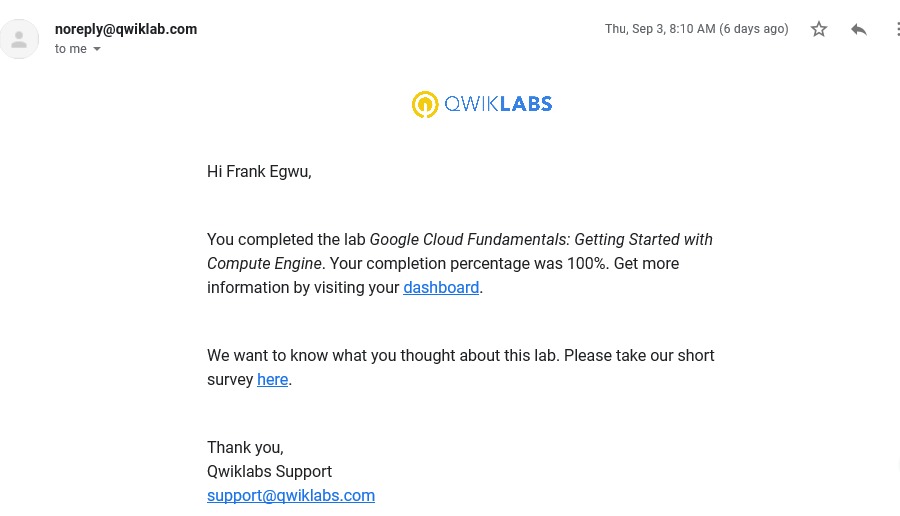 noreply@qwiklab.com
Thu, Sep 3, 8:10 AM (6 days ago)
to me
QWIKLABS
Hi Frank Egwu,
You completed the lab Google Cloud Fundamentals: Getting Started with
Compute Engine. Your completion percentage was 100%. Get more
information by visiting your dashboard.
We want to know what you thought about this lab. Please take our short
survey here.
Thank you,
Qwiklabs Support
support@qwiklabs.com